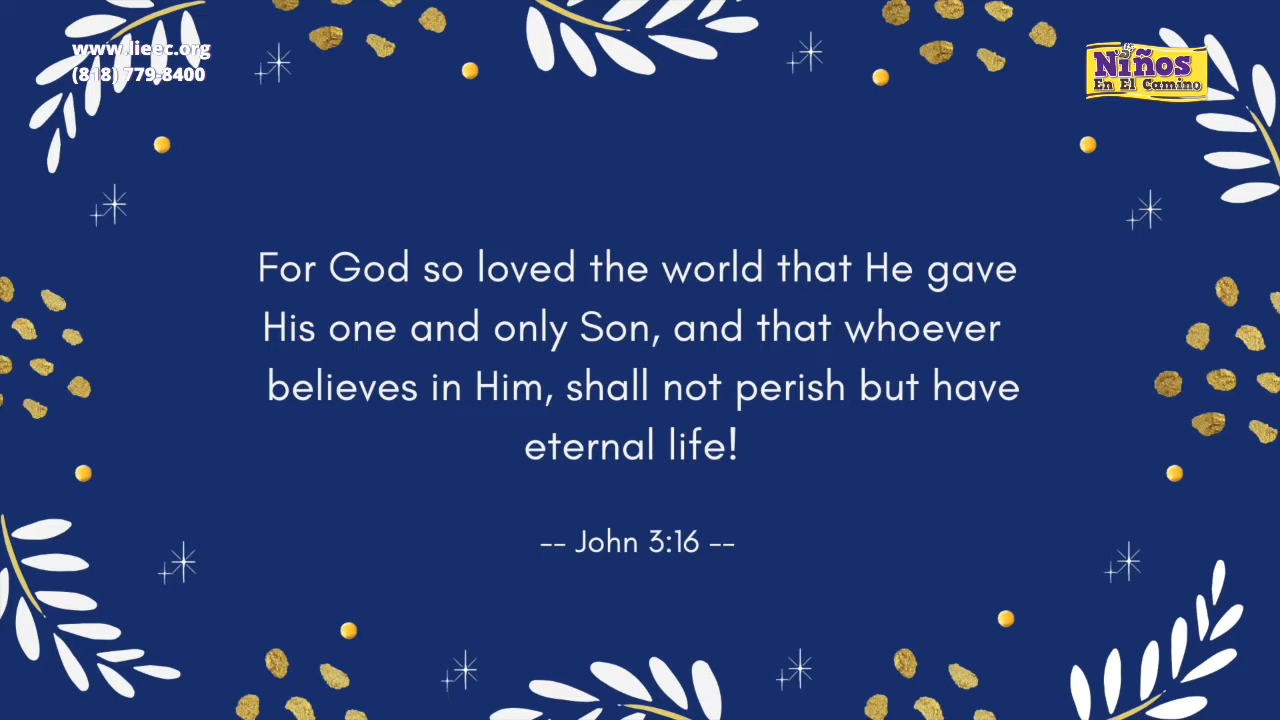 www.lieec.org
(818) 779-8400
Niños
En El Camino
For God so loved the world that He gave
His one and only Son, and that whoever
believes in Him, shall not perish but have
eternal life!
-- John 3:16 --